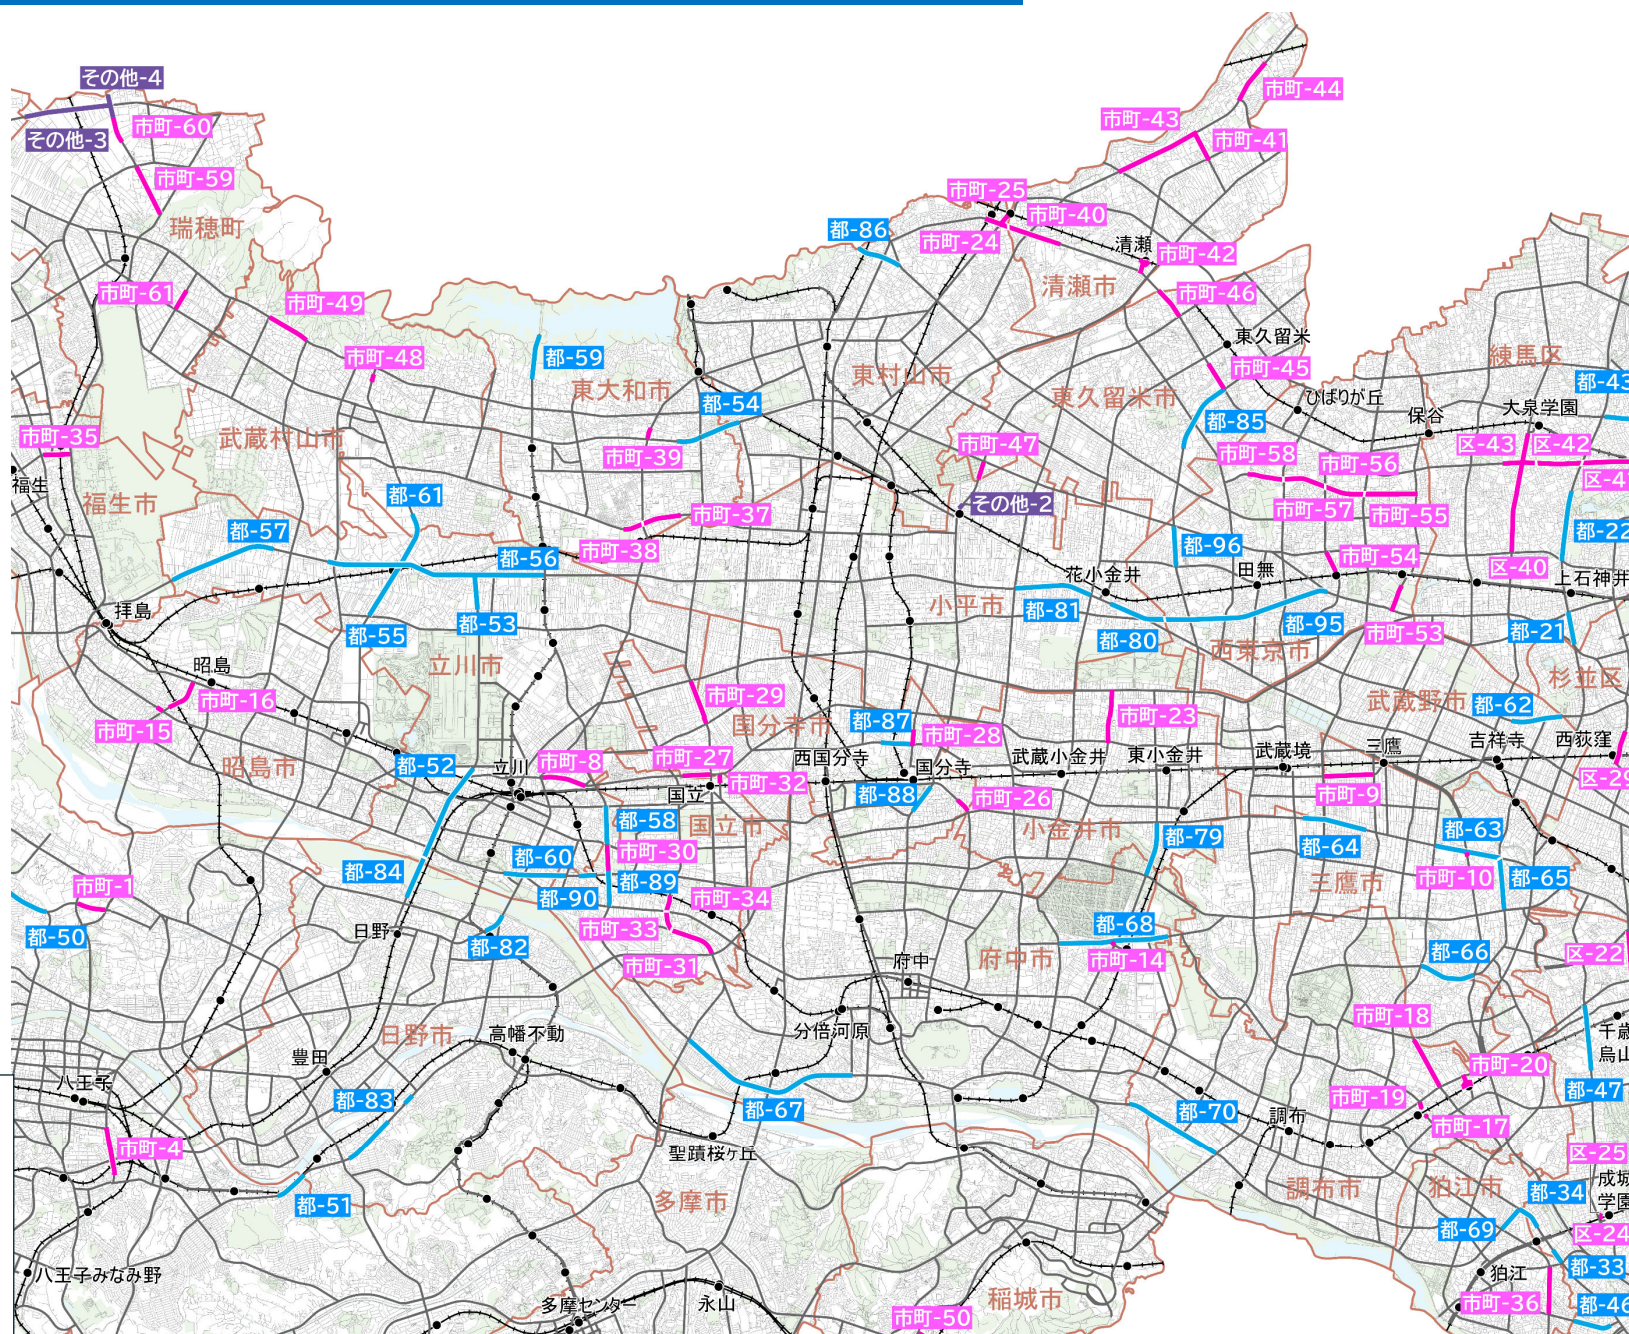 その他-4
市町-44
市町-43
市町-60
その他-3
市町-41
市町-59
市町-25
市町-40
瑞穂町
都-86
市町-24
清瀬
市町-42
清瀬市
市町-61
市町-46
市町-49
東久留米
市町-48
都-59
練馬区
市町-45
東村山市
東大和市
都-43
東久留米市
ひばりが丘
都-54
大泉学園
保谷
都-85
市町-35
武蔵村山市
市町-47
区-43
区-42
市町-39
市町-58
市町-56
区-41
福生
都-61
福生市
その他-2
市町-37
市町-57
市町-55
都-57
都-22
都-96
市町-38
都-56
市町-54
区-40
花小金井
田無
上石神井
小平市
拝島
都-81
都-53
都-95
都-55
都-80
市町-53
都-21
西東京市
昭島
立川市
杉並区
市町-29
市町-16
武蔵野市
都-62
市町-23
都-87
国分寺市
市町-15
市町-28
吉祥寺
西荻窪
三鷹
武蔵境
西国分寺
武蔵小金井
東小金井
市町-27
市町-8
昭島市
都-52
立川
国分寺
区-29
市町-32
国立
都-88
市町-9
市町-26
都-58
国立市
小金井市
都-63
都-79
都-64
市町-30
都-60
都-84
市町-10
都-65
三鷹市
都-89
市町-1
都-90
市町-34
都-68
市町-33
日野
都-50
都-82
都-66
区-22
府中市
府中
市町-14
市町-31
市町-18
分倍河原
高幡不動
日野市
千歳
烏山
豊田
市町-20
八王子
都-47
都-83
市町-19
都-67
都-70
調布
市町-17
市町-4
聖蹟桜ヶ丘
区-25
成城
学園
調布市
狛江市
都-34
多摩市
都-51
都-69
区-24
都-33
狛江
八王子みなみ野
稲城市
多摩センター
永山
市町-36
都-46
市町-50